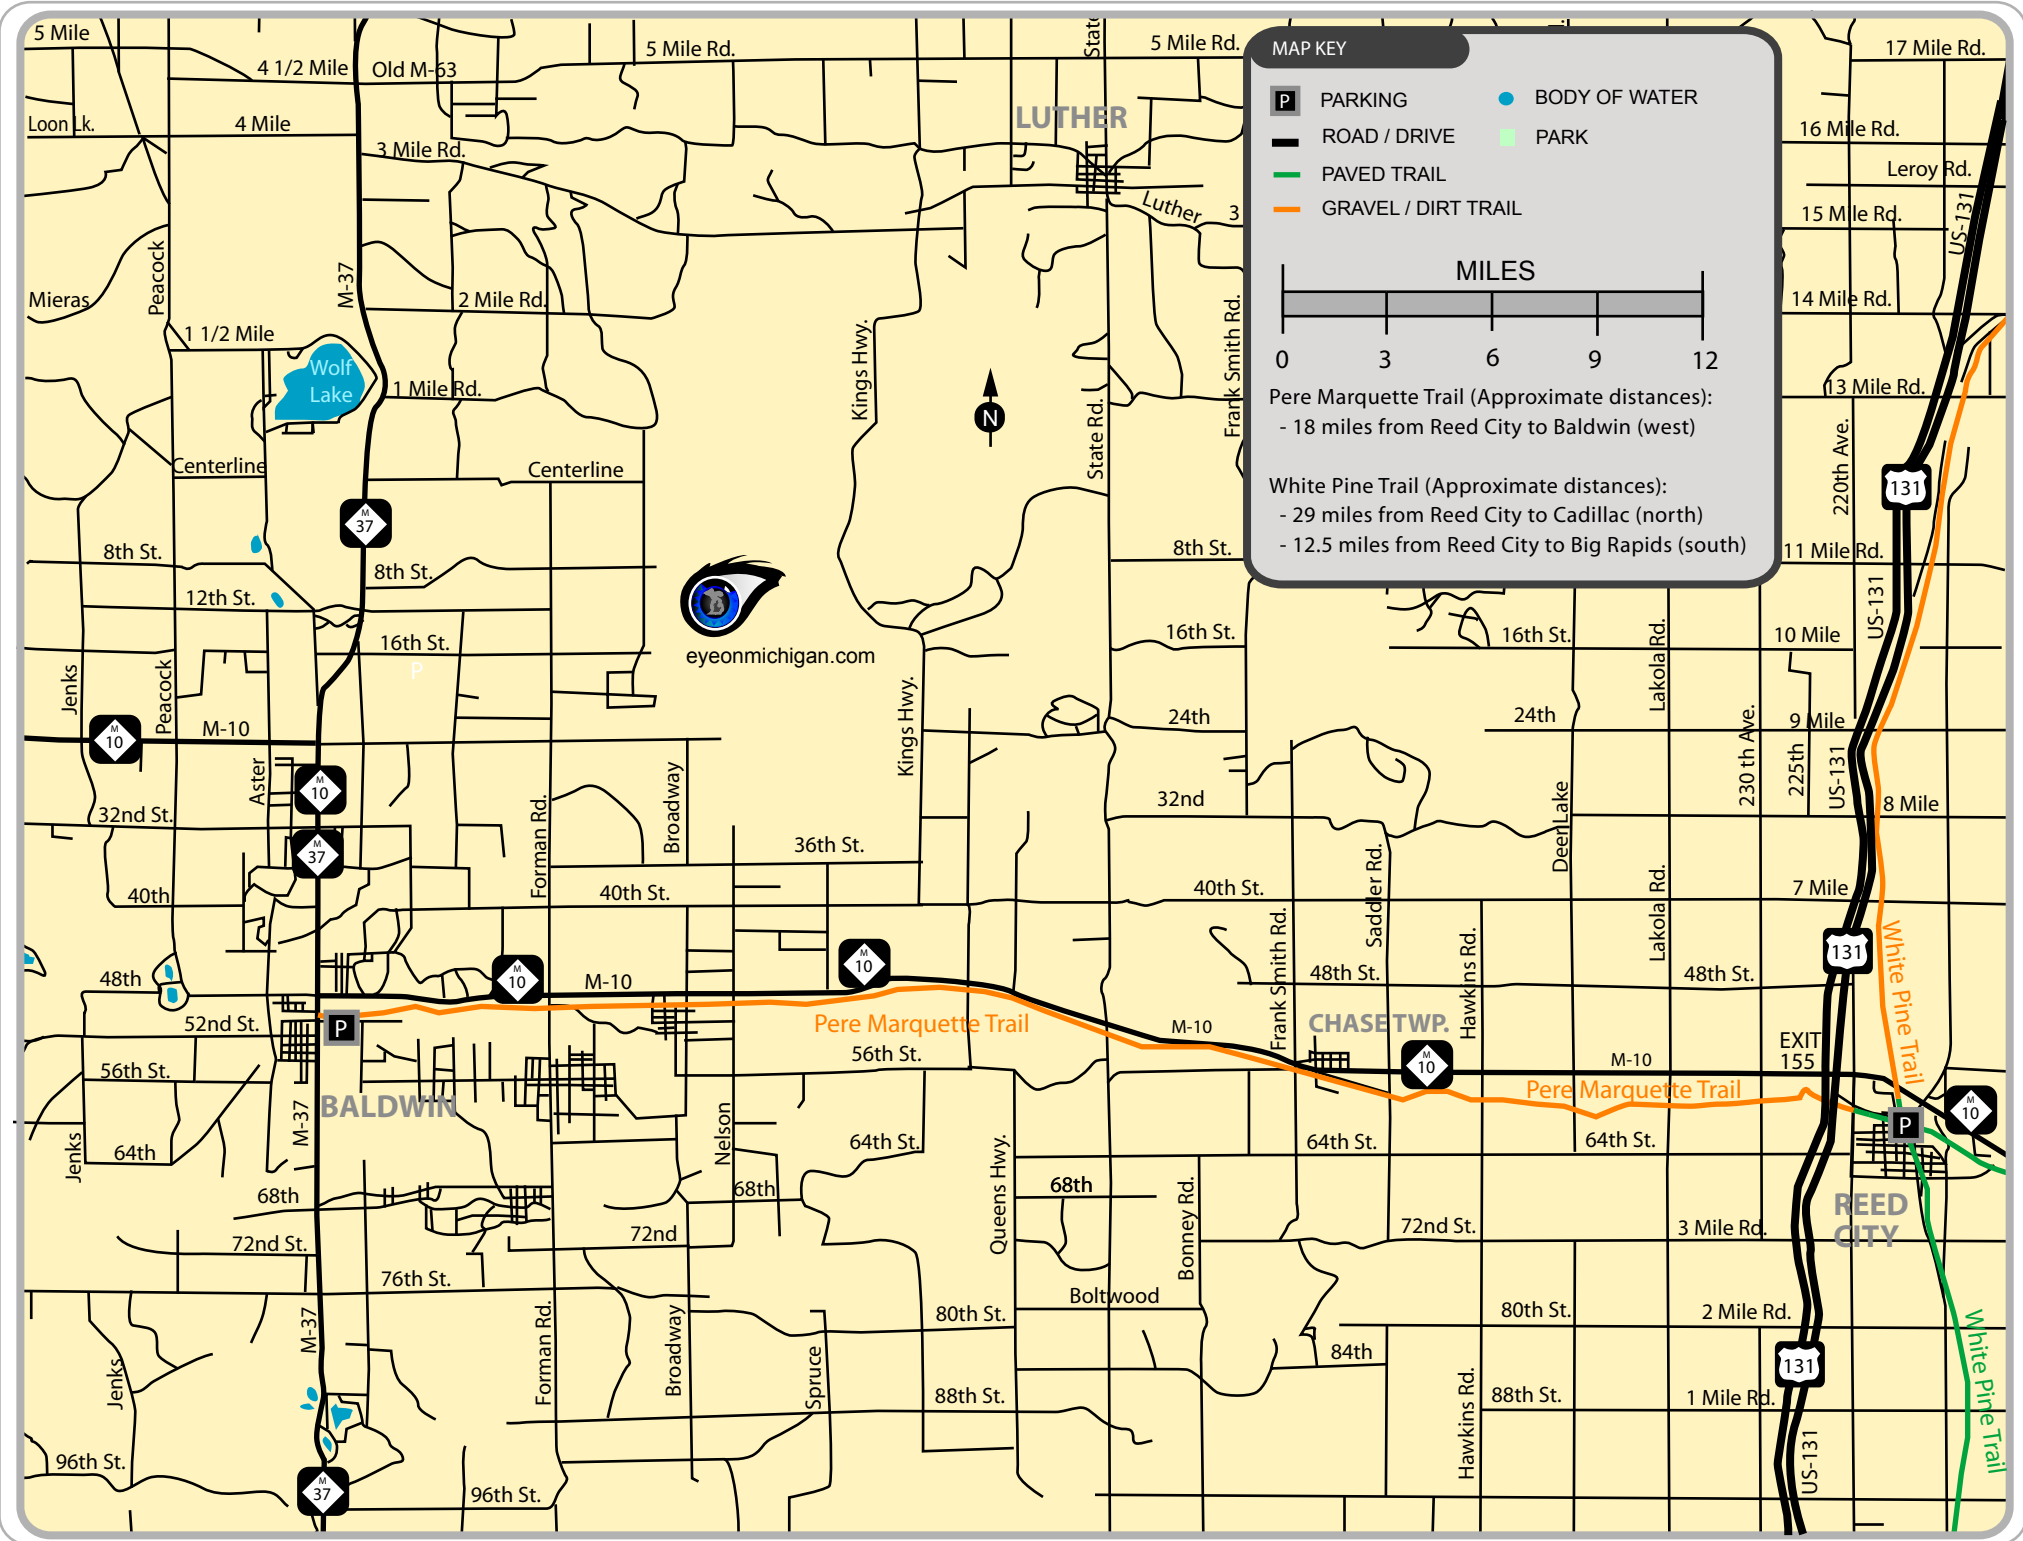 MAP KEY
P
PARKING
BODY OF WATER
ROAD / DRIVE
PARK
PAVED TRAIL
GRAVEL / DIRT TRAIL
MILES
0 3 6 9 12
Pere Marquette Trail (Approximate distances):
- 18 miles from Reed City to Baldwin (west)
White Pine Trail (Approximate distances):
- 29 miles from Reed City to Cadillac (north)
- 12.5 miles from Reed City to Big Rapids (south)
5 Mile
4 1/2 Mile
Old M-63
5 Mile Rd.
State
5 Mile Rd.
17 Mile Rd.
Loon Lk.
4 Mile
3 Mile Rd.
LUTHER
16 Mile Rd.
Leroy Rd.
Luther
3
15 Mile Rd.
US-131
Peacock
M-37
Mieras
2 Mile Rd.
14 Mile Rd.
1 1/2 Mile
Wolf
Lake
1 Mile Rd.
Kings Hwy.
N
State Rd.
Frank Smith Rd.
13 Mile Rd.
220th Ave.
Centerline
Centerline
131
M
37
8th St.
8th St.
8th St.
11 Mile Rd.
12th St.
US-131
16th St.
P
eyeonmichigan.com
16th St.
16th St.
Lakola Rd.
10 Mile
Jenks
Peacock
M
10
M-10
Kings Hwy.
24th
24th
230 th Ave.
9 Mile
225th
US-131
Aster
M
10
Forman Rd.
Broadway
32nd
Deer Lake
8 Mile
32nd St.
M
37
36th St.
Saddler Rd.
40th
40th St.
40th St.
Lakola Rd.
7 Mile
Frank Smith Rd.
Hawkins Rd.
131
White Pine Trail
48th
M
10
M-10
M
10
48th St.
48th St.
52nd St.
P
Pere Marquette Trail
M-10
CHASE TWP.
EXIT
155
56th St.
56th St.
M
10
M-10
Pere Marquette Trail
BALDWIN
M-37
P
M
10
Jenks
64th
Nelson
64th St.
Queens Hwy.
64th St.
64th St.
68th
68th
68th
Bonney Rd.
REED
CITY
72nd St.
72nd
72nd St.
3 Mile Rd.
76th St.
Boltwood
M-37
Forman Rd.
Broadway
80th St.
80th St.
2 Mile Rd.
White Pine Trail
Jenks
Spruce
84th
131
88th St.
Hawkins Rd.
88th St.
1 Mile Rd.
96th St.
M
37
96th St.
US-131